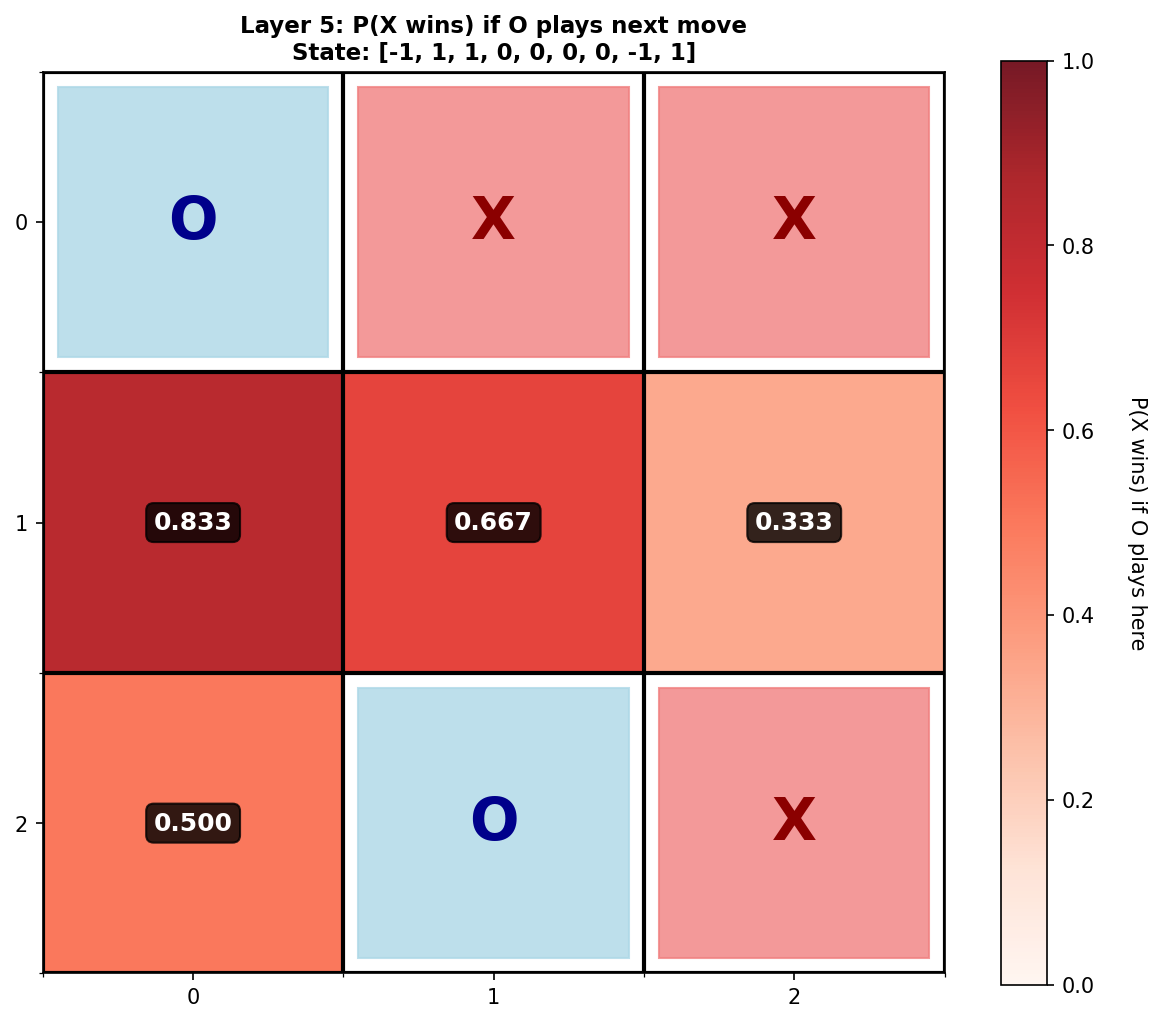 Layer 5: P(X wins) if O plays next move
State: [-1, 1, 1, 0, 0, 0, 0, -1, 1]
0
O
X
X
1
0.833
0.667
0.333
2
0.500
O
X
0
1
2
1.0
0.8
0.6
0.4
0.2
0.0
P(X wins) if O plays here